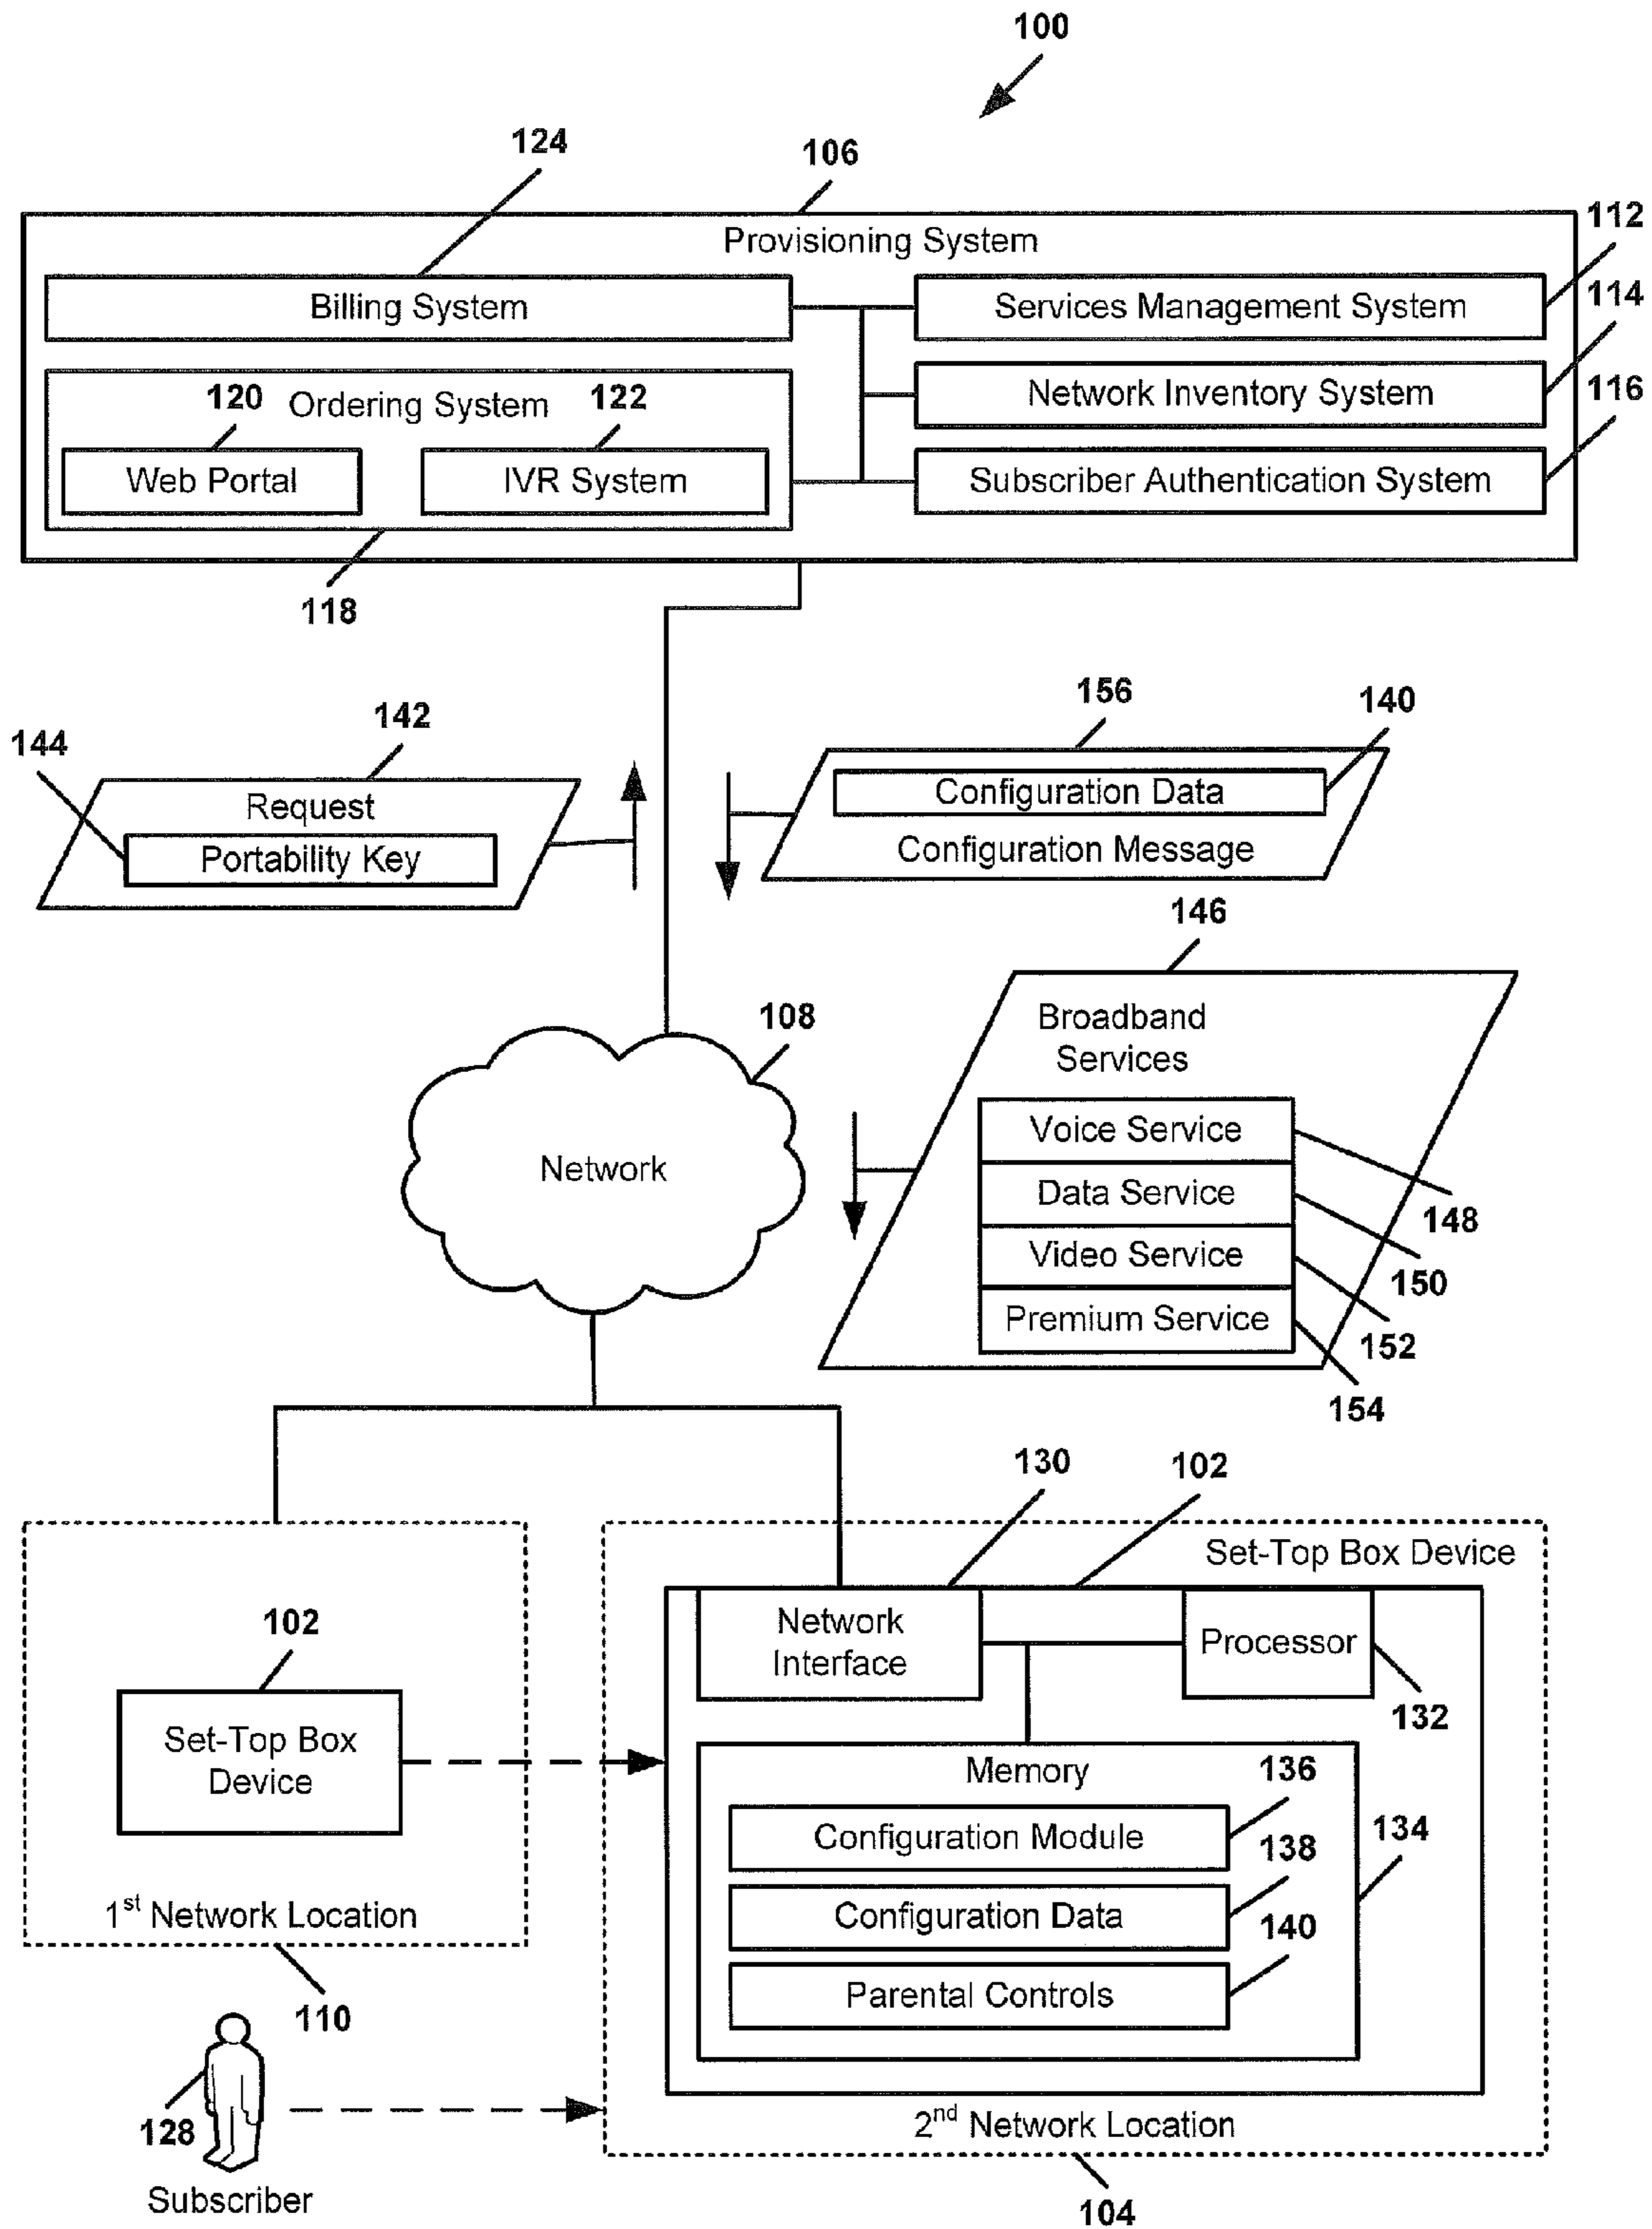 100
124
106
112
Provisioning System
Billing System
Services Management System
114
120
Ordering System
122
Network Inventory System
116
Web Portal
IVR System
Subscriber Authentication System
118
156
140
142
144
Configuration Data
Request
Configuration Message
Portability Key
146
108
Broadband
Services
Voice Service
Network
Data Service
148
Video Service
150
Premium Service
152
154
130
102
Set-Top Box Device
102
Network
Interface
Processor
132
Set-Top Box
Device
Memory
136
Configuration Module
134
138
Configuration Data
1st Network Location
140
Parental Controls
110
128
2nd Network Location
Subscriber
104